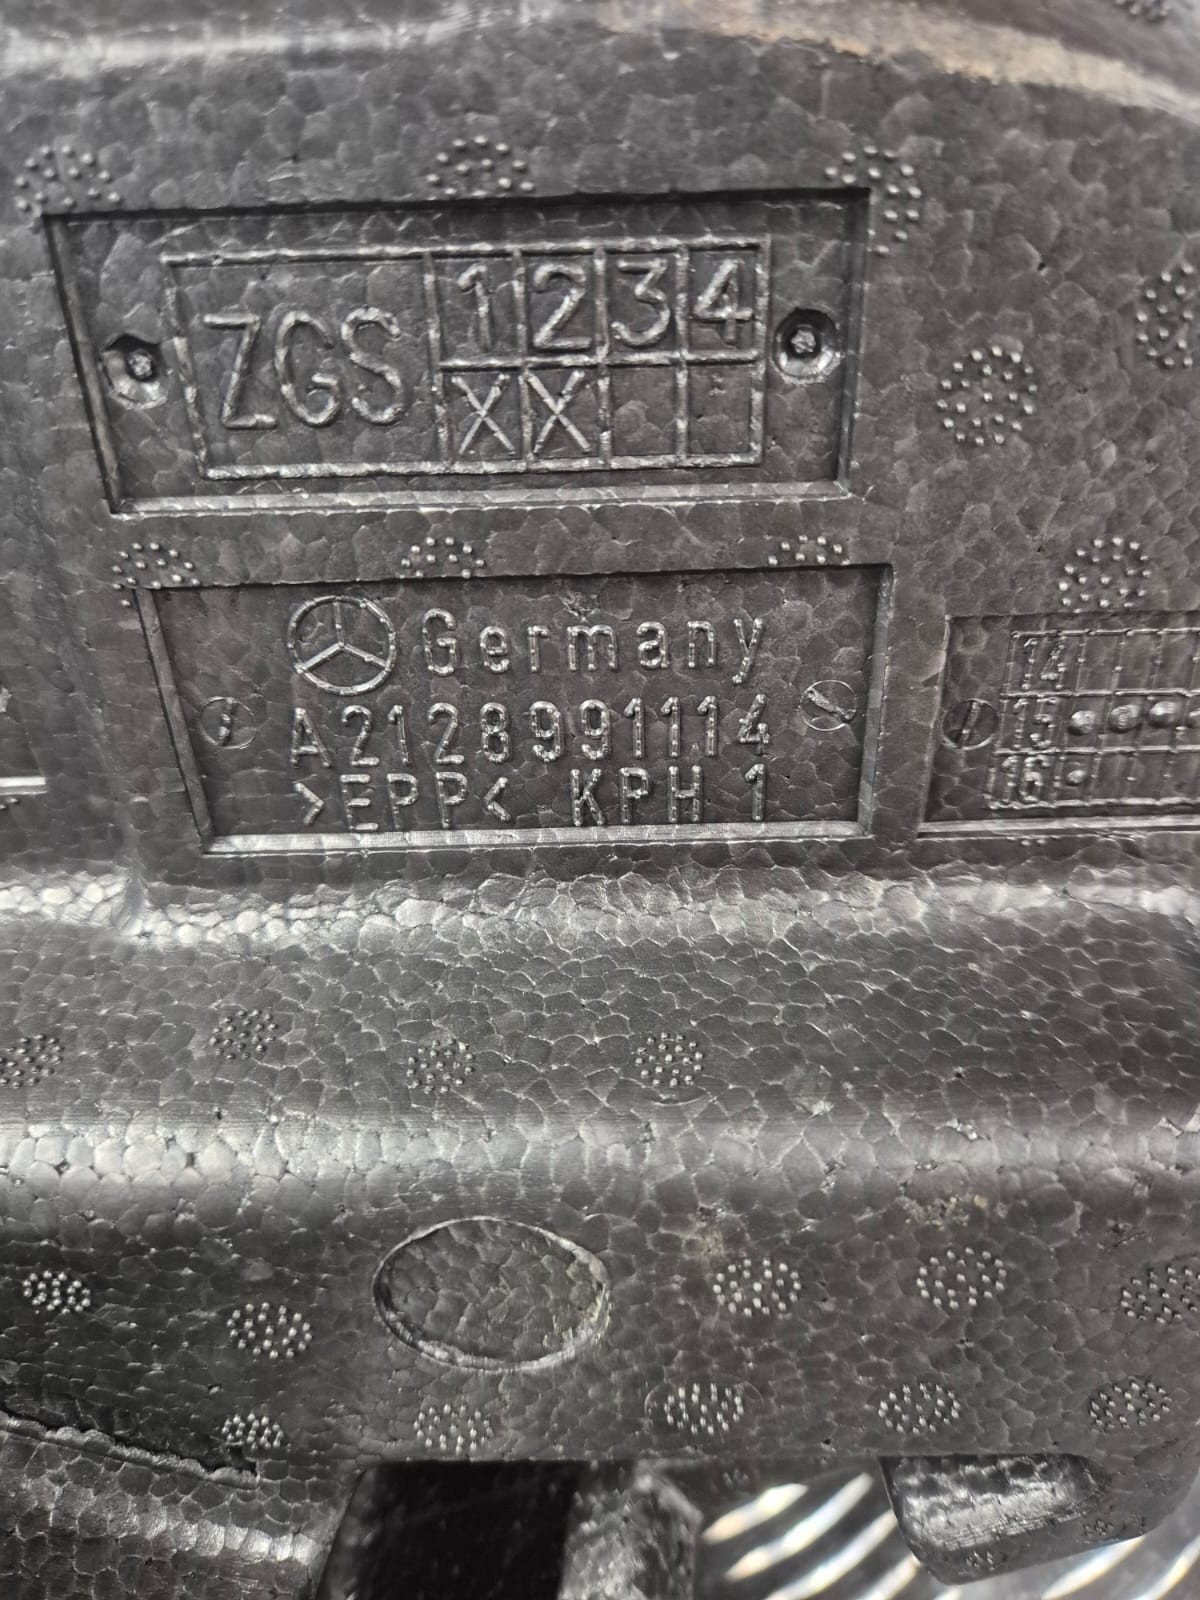 ZGS 1 2 3 4
X X
Germany
A2128991114
>EPP< KPH 1
14
15
16